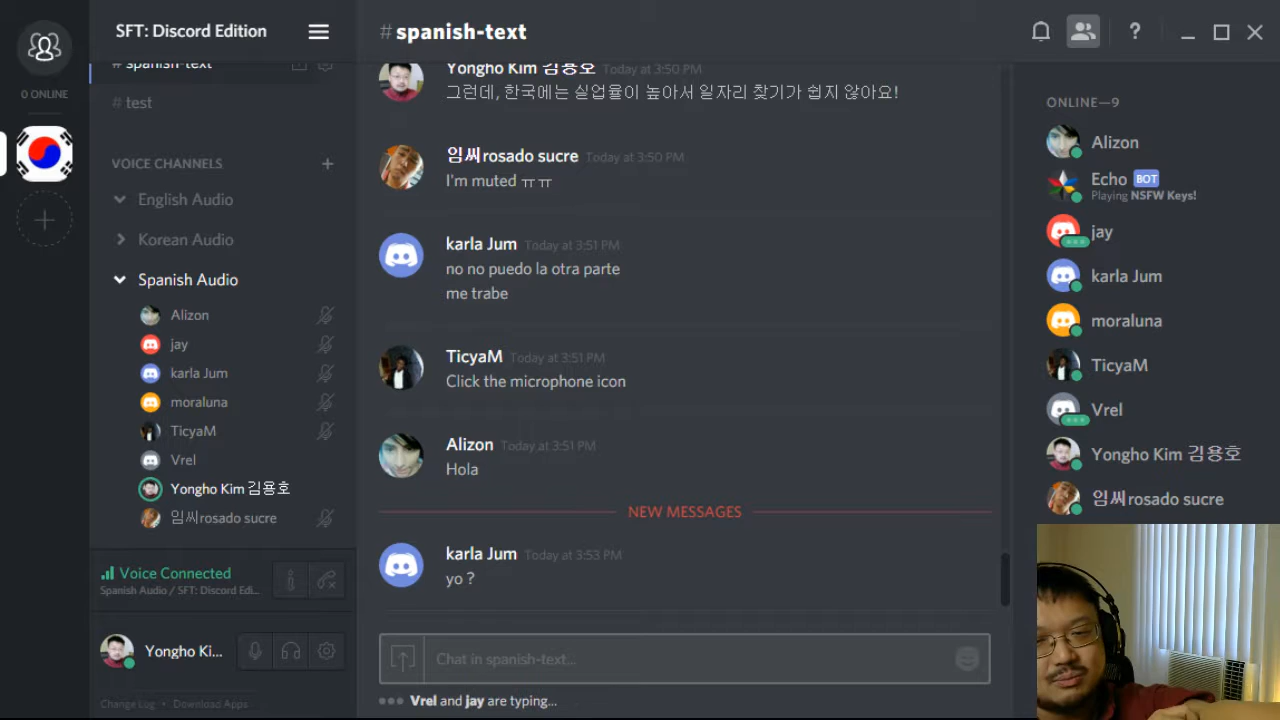 SFT: Discord Edition
# spanish-text
0 ONLINE
# spanish-text
# test
VOICE CHANNELS
English Audio
Korean Audio
Spanish Audio
Alizon
jay
karla Jum
moraluna
TicyaM
Vrel
Yongho Kim 김용호
임씨rosado sucre
Voice Connected
Spanish Audio / SFT: Discord Edi...
Yongho Ki...
Change Log • Download Apps
Yongho Kim 김용호 Today at 3:50 PM
그런데, 한국에는 실업률이 높아서 일자리 찾기가 쉽지 않아요!
임씨rosado sucre Today at 3:50 PM
I'm muted ㅠㅠ
karla Jum Today at 3:51 PM
no no puedo la otra parte
me trabe
TicyaM Today at 3:51 PM
Click the microphone icon
Alizon Today at 3:51 PM
Hola
NEW MESSAGES
karla Jum Today at 3:53 PM
yo ?
Chat in spanish-text...
Vrel and jay are typing...
ONLINE—9
Alizon
Echo BOT
Playing NSFW Keys!
jay
karla Jum
moraluna
TicyaM
Vrel
Yongho Kim 김용호
임씨rosado sucre